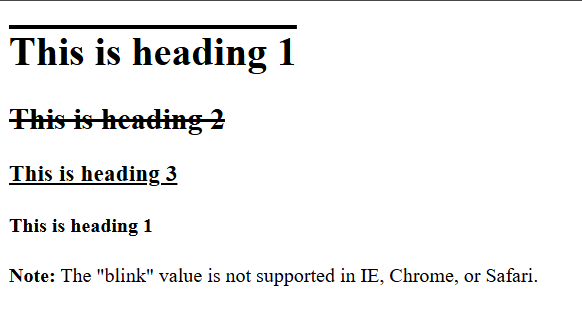 This is heading 1
This is heading 2
This is heading 3
This is heading 1
Note: The "blink" value is not supported in IE, Chrome, or Safari.